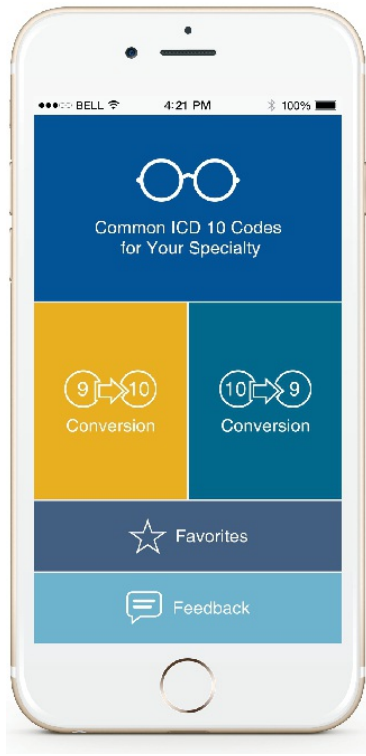 BELL 4:21 PM 100%
Common ICD 10 Codes
for Your Specialty
9 10 10 9
Conversion Conversion
Favorites
Feedback